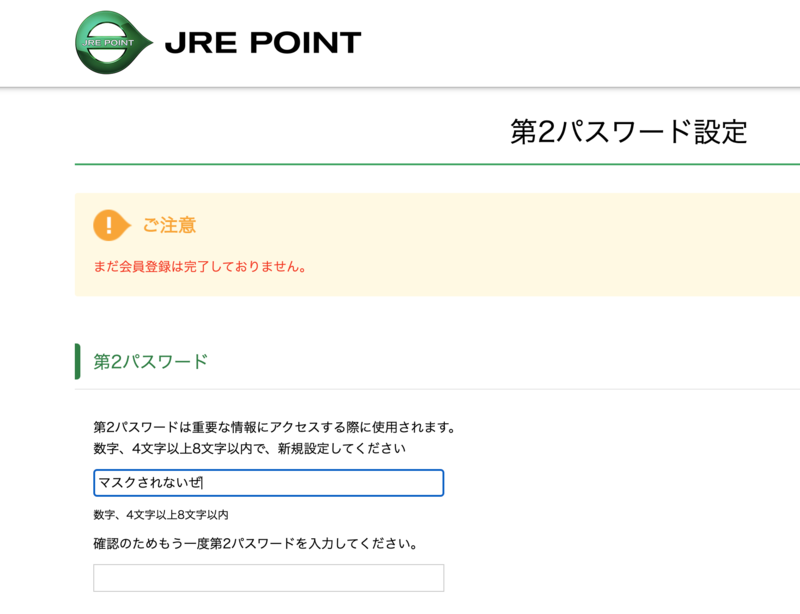 JRE POINT
JRE POINT
第2パスワード設定
ご注意
まだ会員登録は完了しておりません。
第2パスワード
第2パスワードは重要な情報にアクセスする際に使用されます。
数字、4文字以上8文字以内で、新規設定してください
マスクされないぜ
数字、4文字以上8文字以内
確認のためもう一度第2パスワードを入力してください。